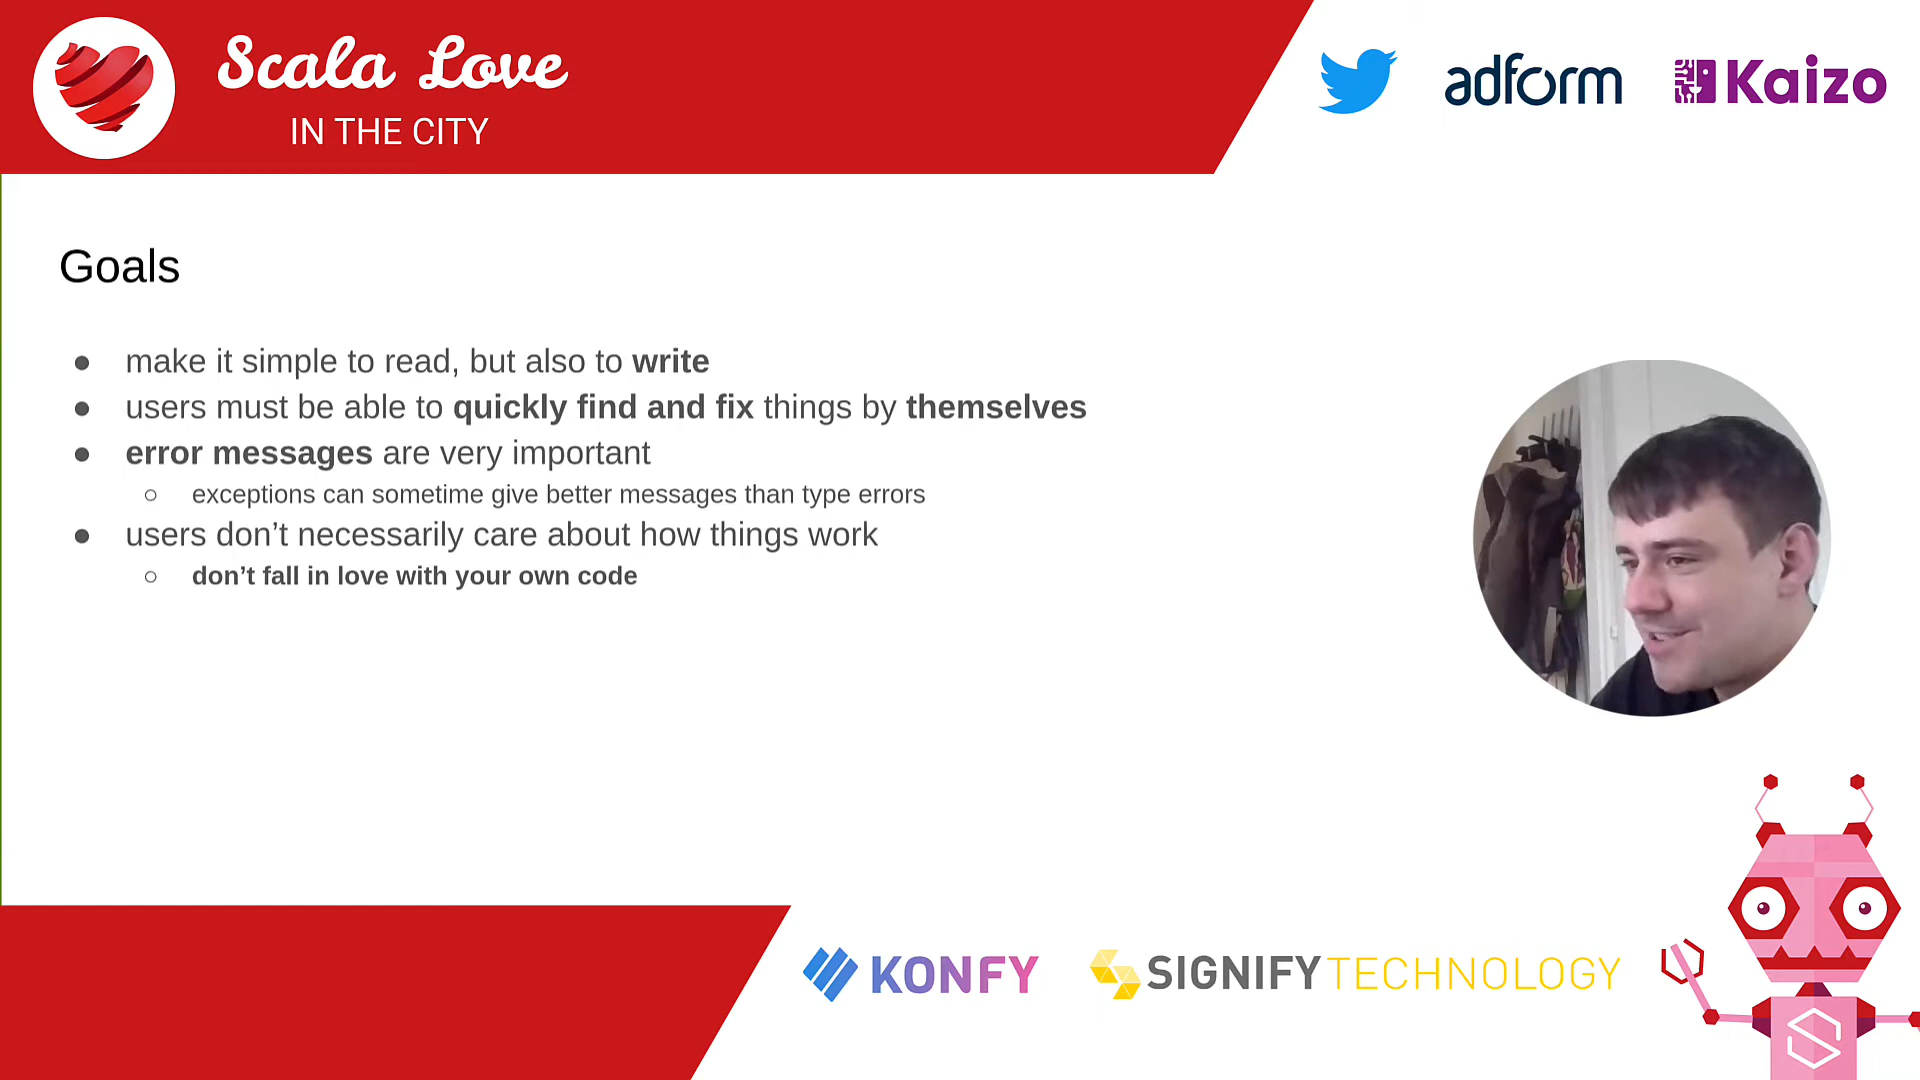 Scala Love
IN THE CITY
adform
Kaizo
Goals
● make it simple to read, but also to write
● users must be able to quickly find and fix things by themselves
● error messages are very important
○ exceptions can sometime give better messages than type errors
● users don’t necessarily care about how things work
○ don’t fall in love with your own code
KONFY
SIGNIFY TECHNOLOGY